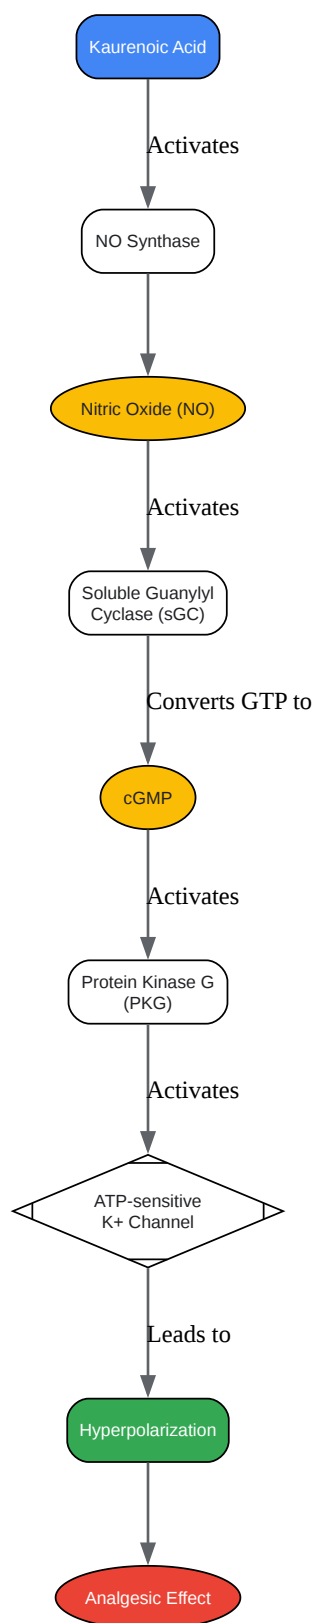 Kaurenoic Acid
Activates
NO Synthase
Nitric Oxide (NO)
Activates
Soluble Guanylyl
Cyclase (sGC)
Converts GTP to
cGMP
Activates
Protein Kinase G
(PKG)
Activates
ATP-sensitive
K+ Channel
Leads to
Hyperpolarization
Analgesic Effect